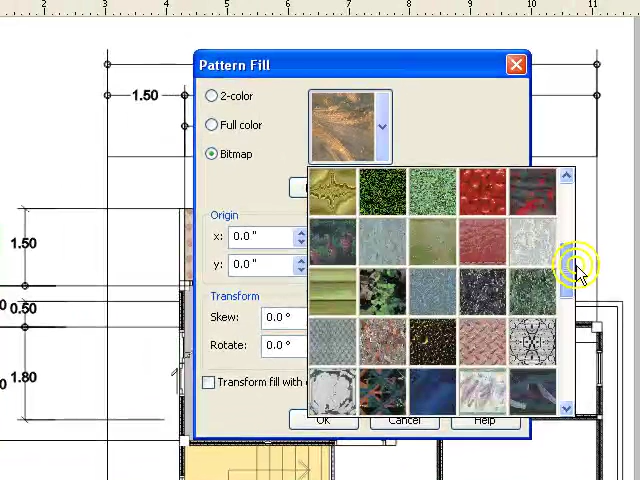 2 3 4 5 6 7 8 9 10 11
Pattern Fill
2-color
1.50
Full color
Bitmap
Origin
x: 0.0 "
1.50
y: 0.0 "
Transform
0 0.50
Skew: 0.0 °
Rotate: 0.0 °
0 1.80
Transform fill with
OK Cancel Help